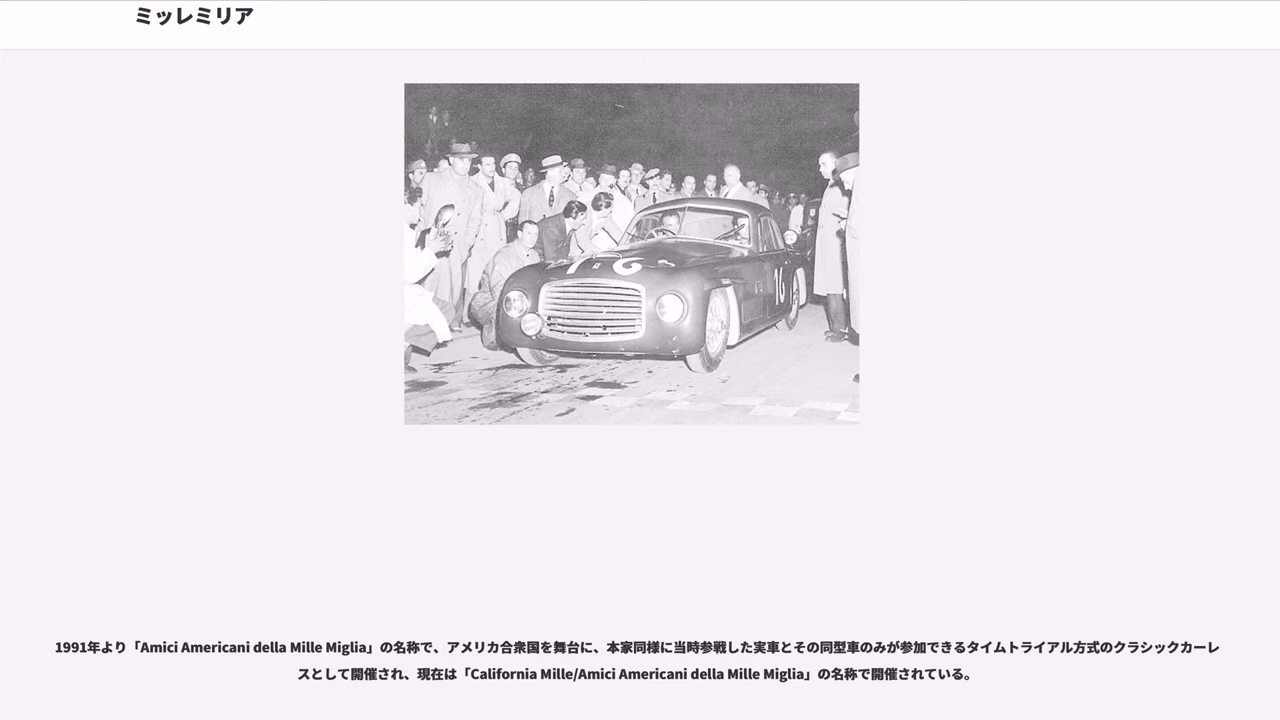 ミッレミリア
16
16
1991年より「Amici Americani della Mille Miglia」の名称で、アメリカ合衆国を舞台に、本家同様に当時参戦した実車とその同型車のみが参加できるタイムトライアル方式のクラシックカーレ
スとして開催され、現在は「California Mille/Amici Americani della Mille Miglia」の名称で開催されている。